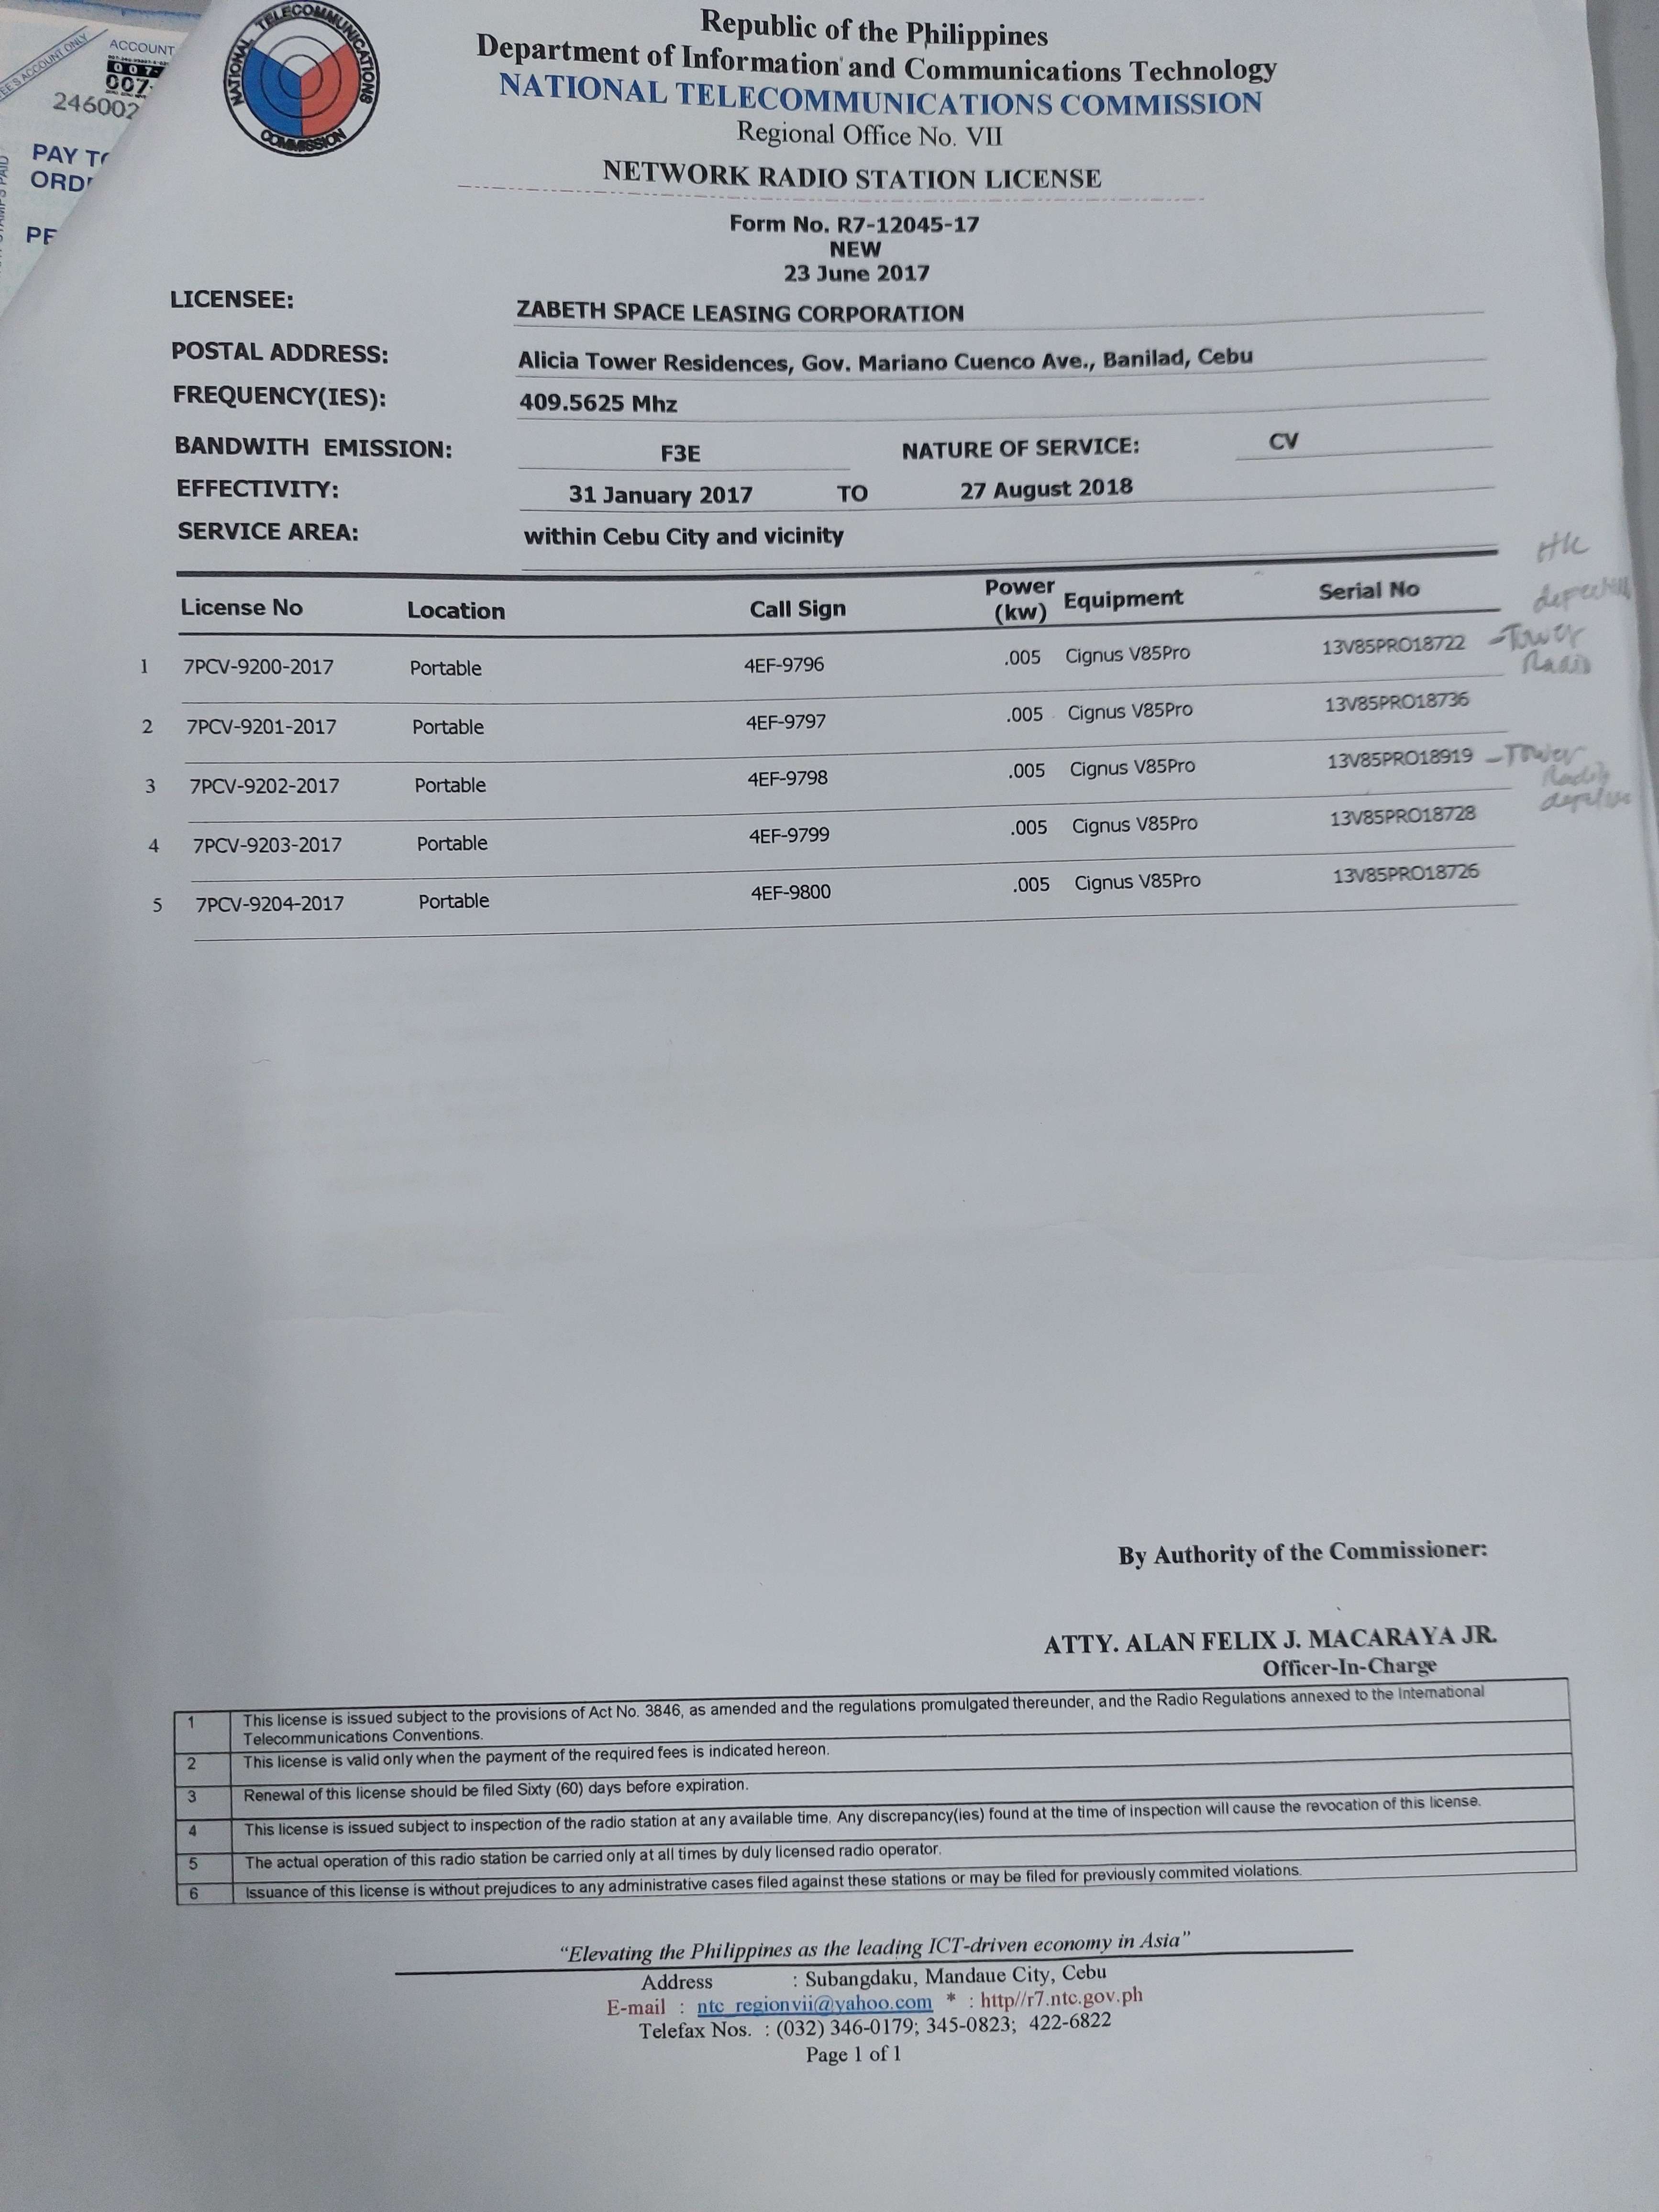 FEES ACCOUNT ONLY
ACCOUNT
007
246002
PAY TO
ORD
PE
STAMPS PAID
NATIONAL TELECOMMUNICATIONS COMMISSION
Republic of the Philippines
Department of Information and Communications Technology
NATIONAL TELECOMMUNICATIONS COMMISSION
Regional Office No. VII
NETWORK RADIO STATION LICENSE
Form No. R7-12045-17
NEW
23 June 2017
LICENSEE: ZABETH SPACE LEASING CORPORATION
POSTAL ADDRESS: Alicia Tower Residences, Gov. Mariano Cuenco Ave., Banilad, Cebu
FREQUENCY(IES): 409.5625 Mhz
BANDWITH EMISSION: F3E NATURE OF SERVICE: CV
EFFECTIVITY: 31 January 2017 TO 27 August 2018
SERVICE AREA: within Cebu City and vicinity
HK
License No Location Call Sign Power (kw) Equipment Serial No
1 7PCV-9200-2017 Portable 4EF-9796 .005 Cignus V85Pro 13V85PRO18722 - Tower
Radio
2 7PCV-9201-2017 Portable 4EF-9797 .005 Cignus V85Pro 13V85PRO18736
3 7PCV-9202-2017 Portable 4EF-9798 .005 Cignus V85Pro 13V85PRO18919 - Tower
Radio
4 7PCV-9203-2017 Portable 4EF-9799 .005 Cignus V85Pro 13V85PRO18728
5 7PCV-9204-2017 Portable 4EF-9800 .005 Cignus V85Pro 13V85PRO18726
By Authority of the Commissioner:
ATTY. ALAN FELIX J. MACARAYA JR.
Officer-In-Charge
1 This license is issued subject to the provisions of Act No. 3846, as amended and the regulations promulgated thereunder, and the Radio Regulations annexed to the International
Telecommunications Conventions.
2 This license is valid only when the payment of the required fees is indicated hereon.
3 Renewal of this license should be filed Sixty (60) days before expiration.
4 This license is issued subject to inspection of the radio station at any available time. Any discrepancy(ies) found at the time of inspection will cause the revocation of this license.
5 The actual operation of this radio station be carried only at all times by duly licensed radio operator.
6 Issuance of this license is without prejudices to any administrative cases filed against these stations or may be filed for previously commited violations.
“Elevating the Philippines as the leading ICT-driven economy in Asia”
Address : Subangdaku, Mandaue City, Cebu
E-mail : ntc_regionvii@yahoo.com * : http//r7.ntc.gov.ph
Telefax Nos. : (032) 346-0179; 345-0823; 422-6822
Page 1 of 1